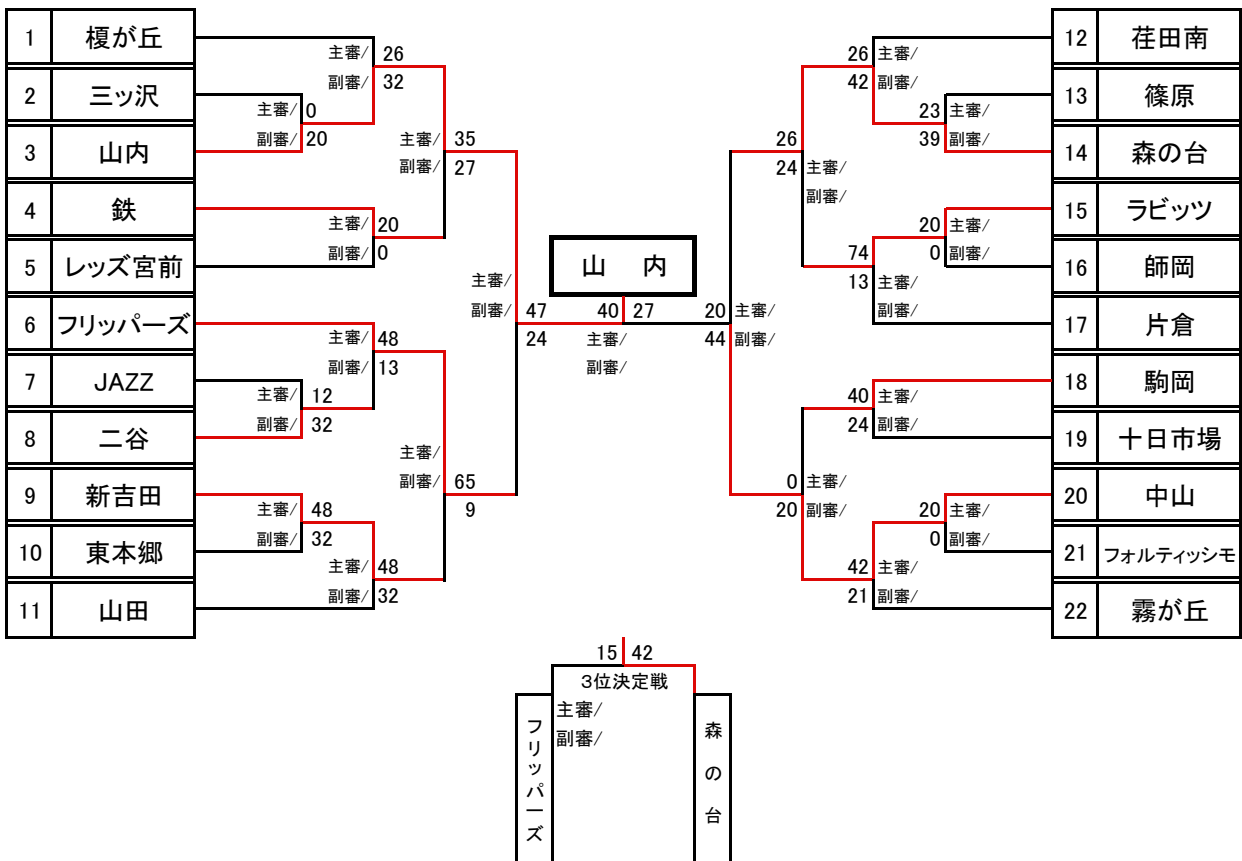 1 榎が丘
2 三ッ沢
3 山内
4 鉄
5 レッズ宮前
6 フリッパーズ
7 JAZZ
8 二谷
9 新吉田
10 東本郷
11 山田
主審/ 26
副審/ 32
主審/ 0
副審/ 20
主審/ 35
副審/ 27
主審/ 20
副審/ 0
主審/
副審/ 47
24
主審/ 48
副審/ 13
主審/ 12
副審/ 32
主審/
副審/ 65
9
主審/ 48
副審/ 32
主審/ 48
副審/ 32
山 内
40 27
主審/
副審/
26 主審/
42 副審/
23 主審/
39 副審/
26
24 主審/
副審/
20 主審/
0 副審/
74
13 主審/
副審/
20 主審/
44 副審/
40 主審/
24 副審/
0 主審/
20 副審/
20 主審/
0 副審/
42 主審/
21 副審/
12 荏田南
13 篠原
14 森の台
15 ラビッツ
16 師岡
17 片倉
18 駒岡
19 十日市場
20 中山
21 フォルティッシモ
22 霧が丘
15 42
3位決定戦
主審/
副審/
フリッパーズ
森の台